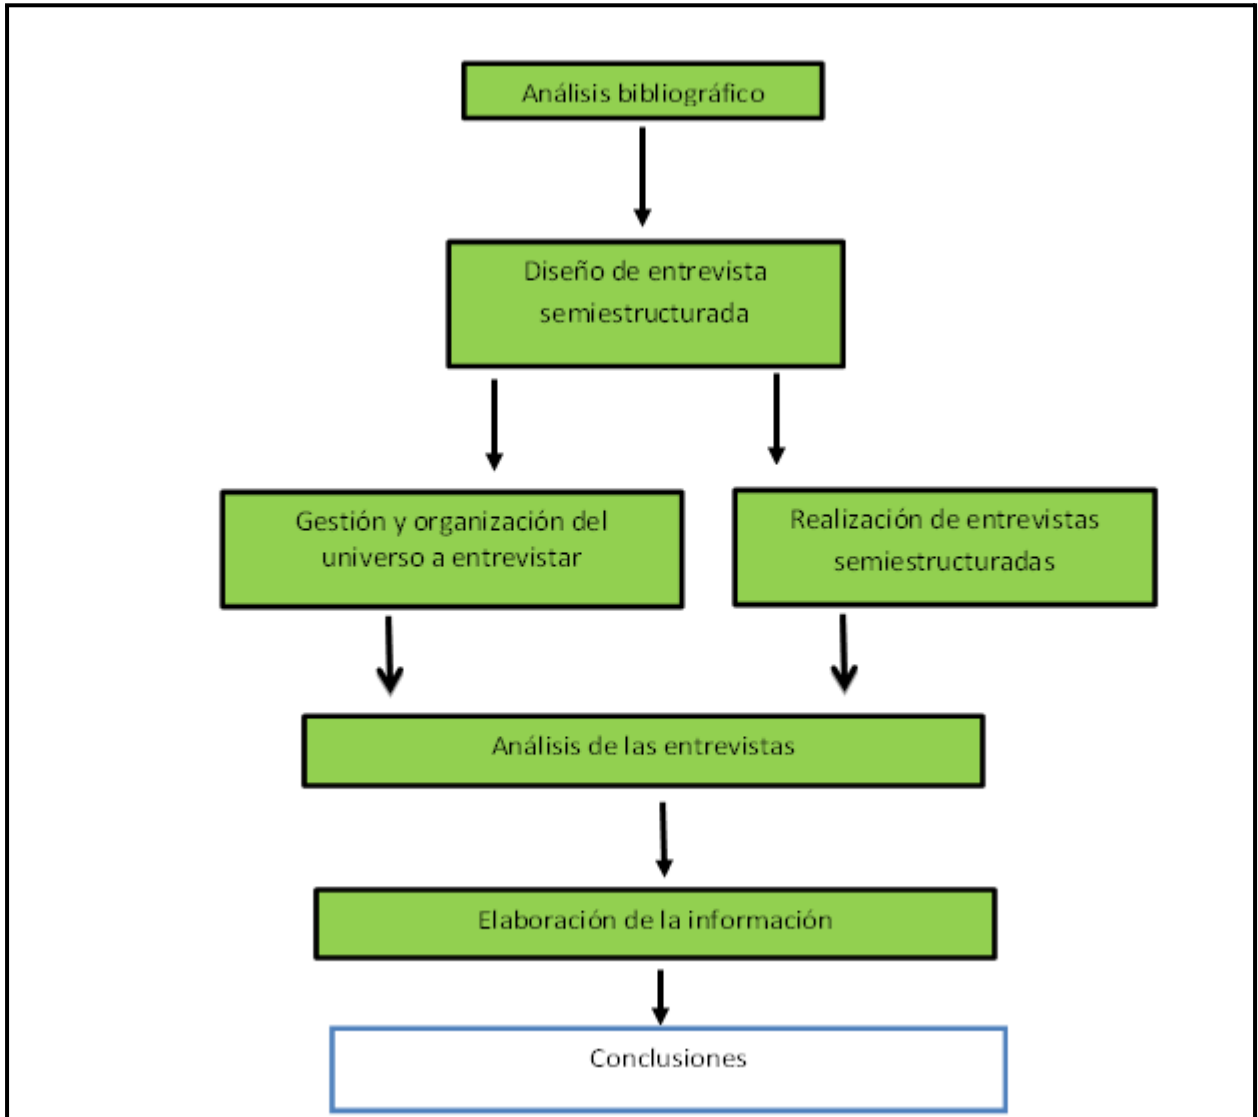 Análisis bibliográfico
Diseño de entrevista
semiestructurada
Gestión y organización del
universo a entrevistar
Realización de entrevistas
semiestructuradas
Análisis de las entrevistas
Elaboración de la información
Conclusiones